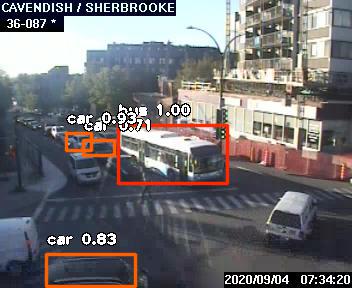 CAVENDISH / SHERBROOKE
36-087 *
bus 1.00
car 0.93
car 0.71
car 0.83
2020/09/04 07:34:20